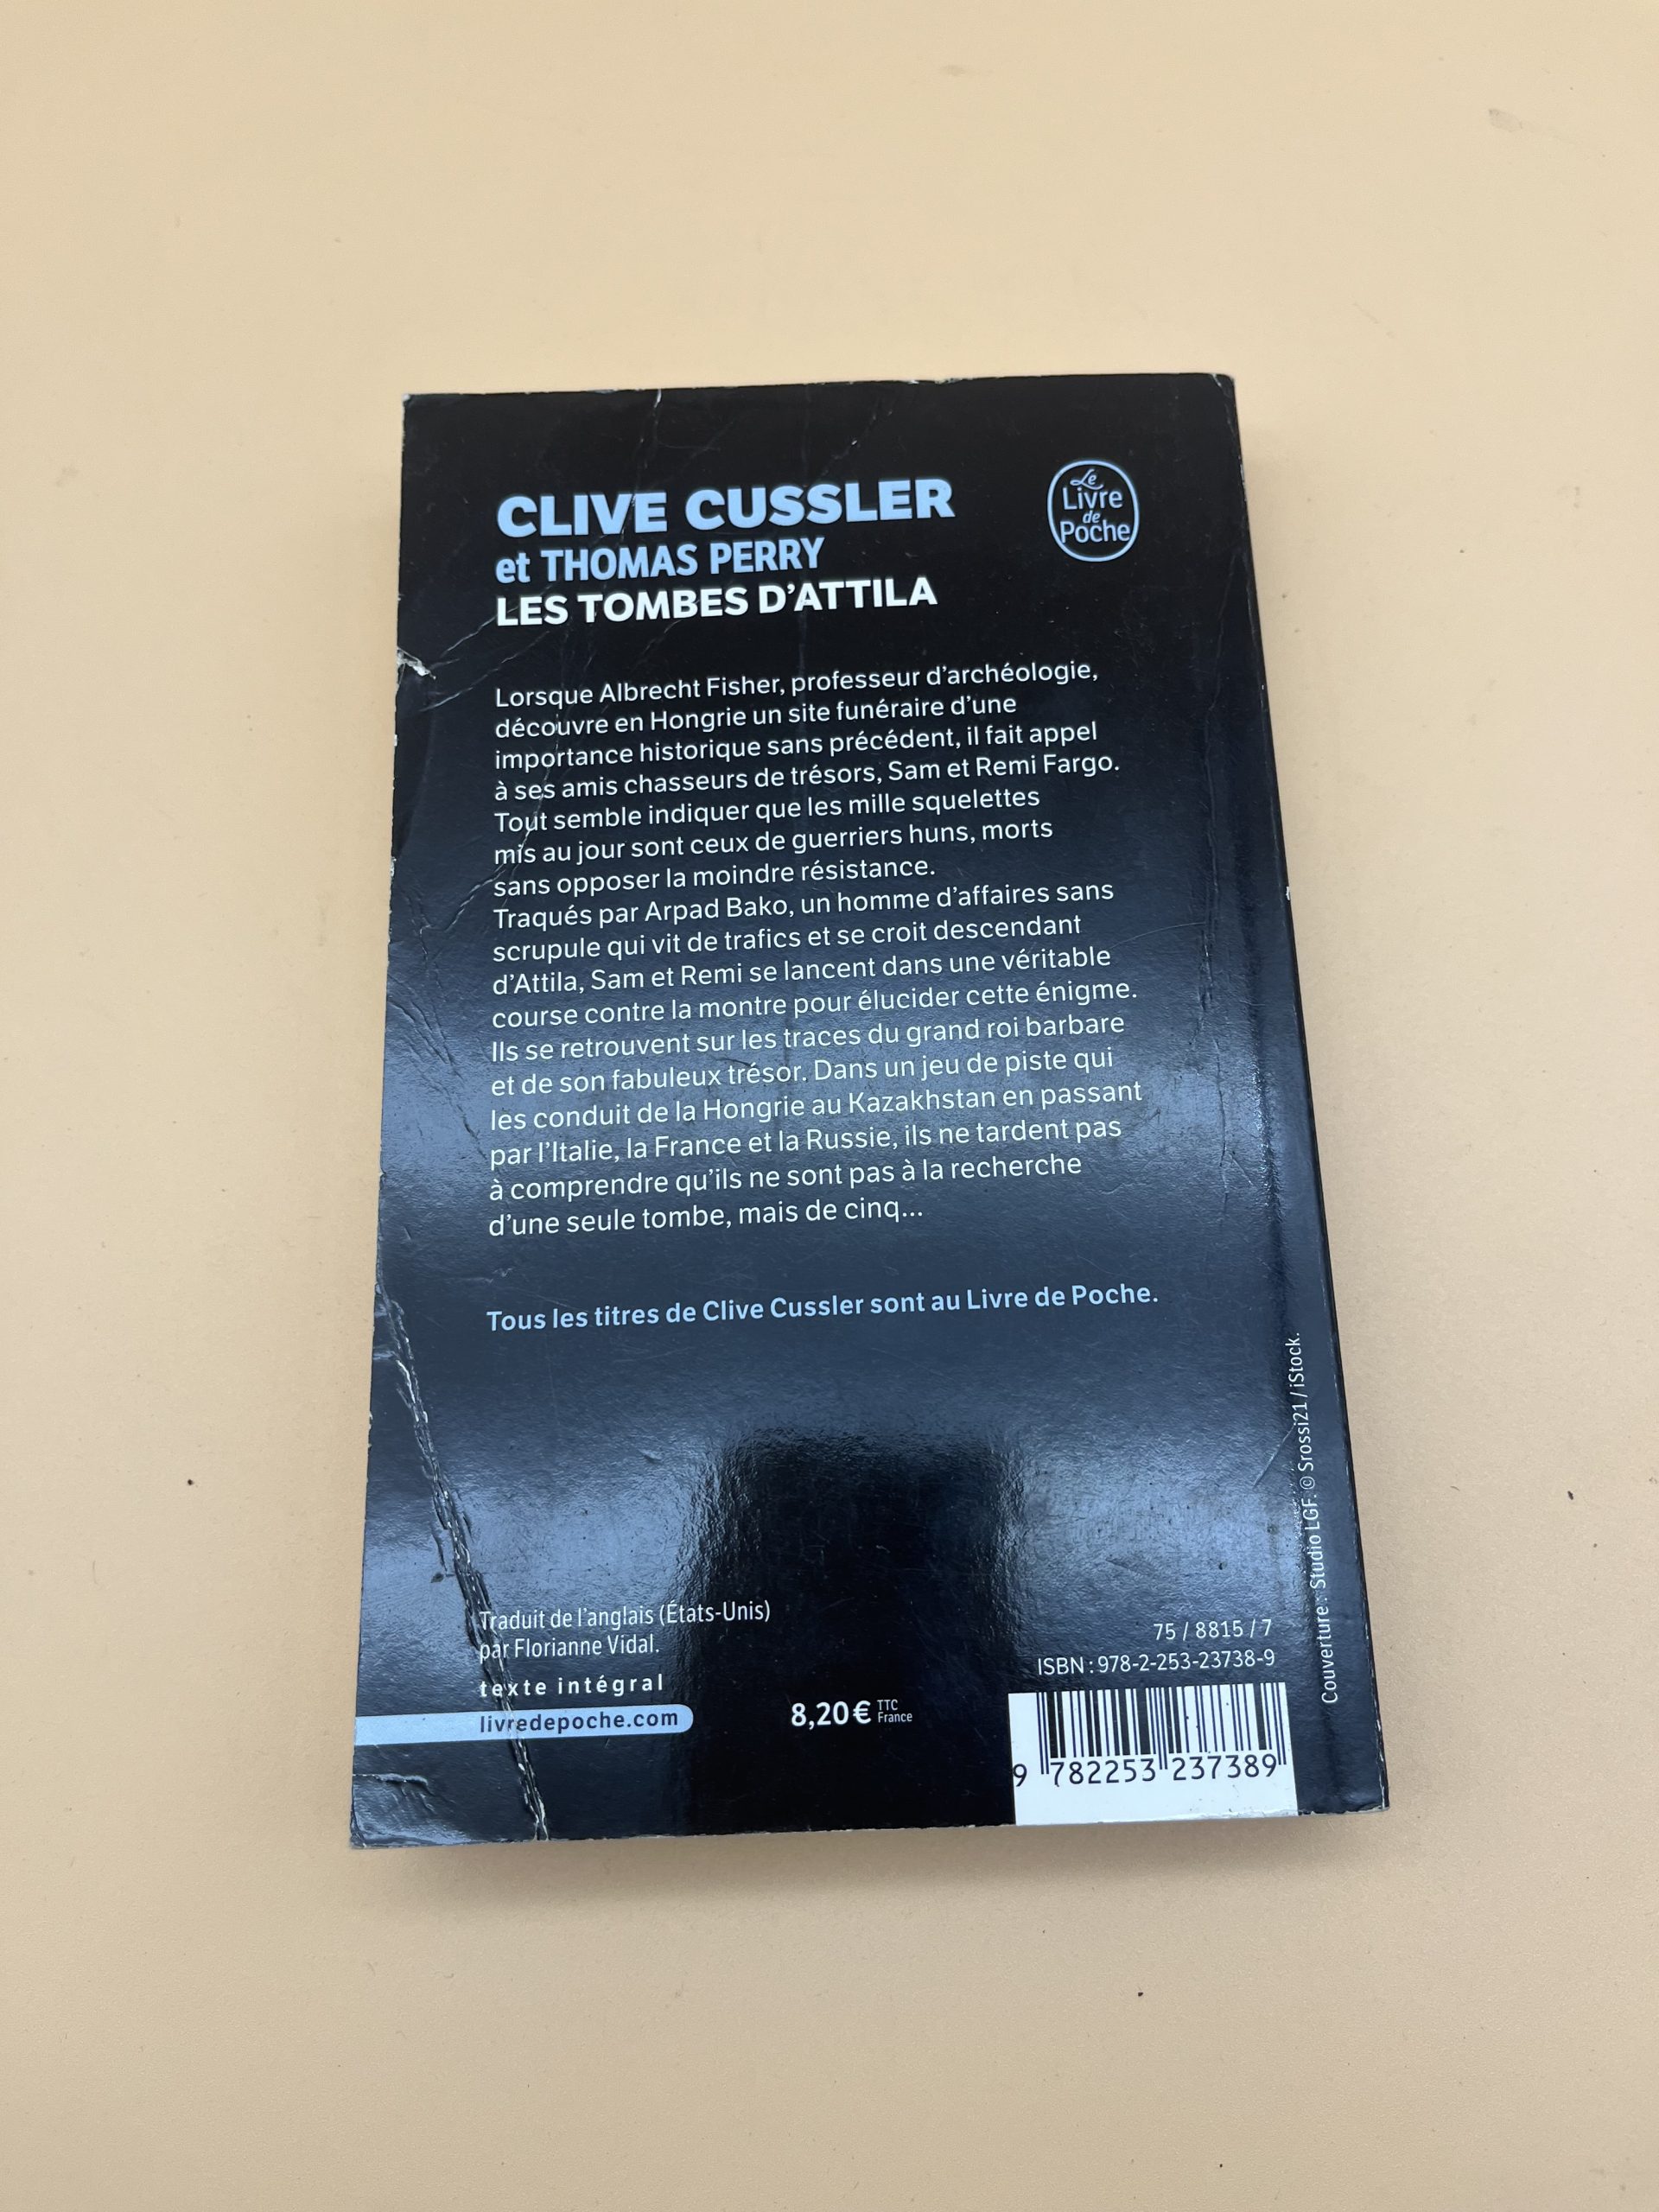 CLIVE CUSSLER
et THOMAS PERRY
LES TOMBES D'ATTILA
Le
Livre
de
Poche
Lorsque Albrecht Fisher, professeur d'archéologie,
découvre en Hongrie un site funéraire d'une
importance historique sans précédent, il fait appel
à ses amis chasseurs de trésors, Sam et Remi Fargo.
Tout semble indiquer que les mille squelettes
mis au jour sont ceux de guerriers huns, morts
sans opposer la moindre résistance.
Traqués par Arpad Bako, un homme d'affaires sans
scrupule qui vit de trafics et se croit descendant
d'Attila, Sam et Remi se lancent dans une véritable
course contre la montre pour élucider cette énigme.
Ils se retrouvent sur les traces du grand roi barbare
et de son fabuleux trésor. Dans un jeu de piste qui
les conduit de la Hongrie au Kazakhstan en passant
par l'Italie, la France et la Russie, ils ne tardent pas
à comprendre qu'ils ne sont pas à la recherche
d'une seule tombe, mais de cinq...
Tous les titres de Clive Cussler sont au Livre de Poche.
Traduit de l'anglais (États-Unis)
par Florianne Vidal.
texte intégral
livredepoche.com
8,20 € TTC
France
75 / 8815 / 7
ISBN : 978-2-253-23738-9
9 782253 237389
Couverture : Studio LGF. © Srossi21 / iStock.